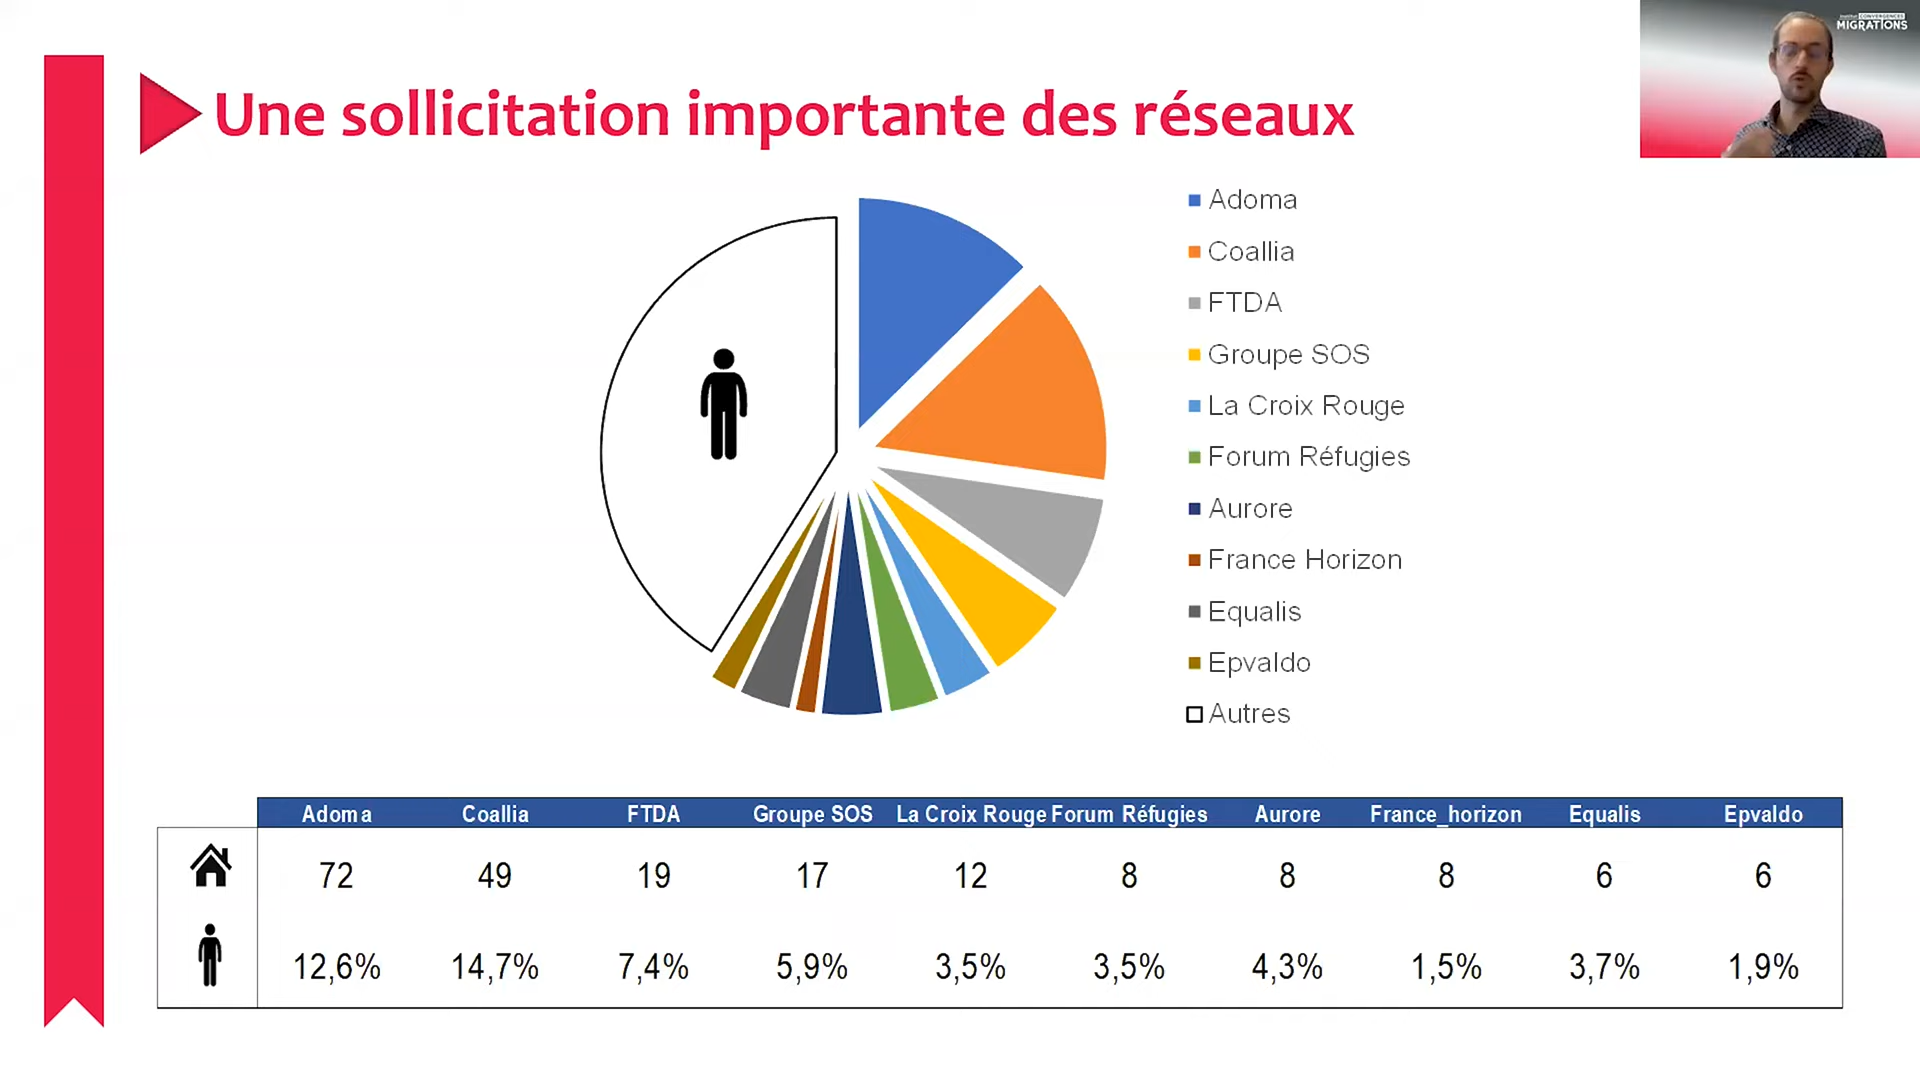 Une sollicitation importante des réseaux
CONVERGENCES
MIGRATIONS
Adoma
Coallia
FTDA
Groupe SOS
La Croix Rouge
Forum Réfugies
Aurore
France Horizon
Equalis
Epvaldo
Autres
Adoma Coallia FTDA Groupe SOS La Croix Rouge Forum Réfugies Aurore France_horizon Equalis Epvaldo
72 49 19 17 12 8 8 8 6 6
12,6% 14,7% 7,4% 5,9% 3,5% 3,5% 4,3% 1,5% 3,7% 1,9%